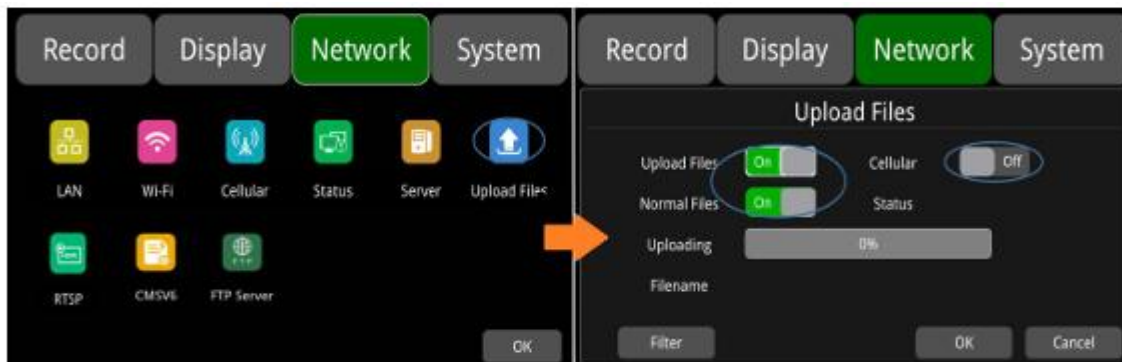 Record Display Network System
LAN Wi-Fi Cellular Status Server Upload Files
RTSP CMSV6 FTP Server
OK
Record Display Network System
Upload Files
Upload Files On Cellular Off
Normal Files On Status
Uploading 0%
Filename
Filter OK Cancel